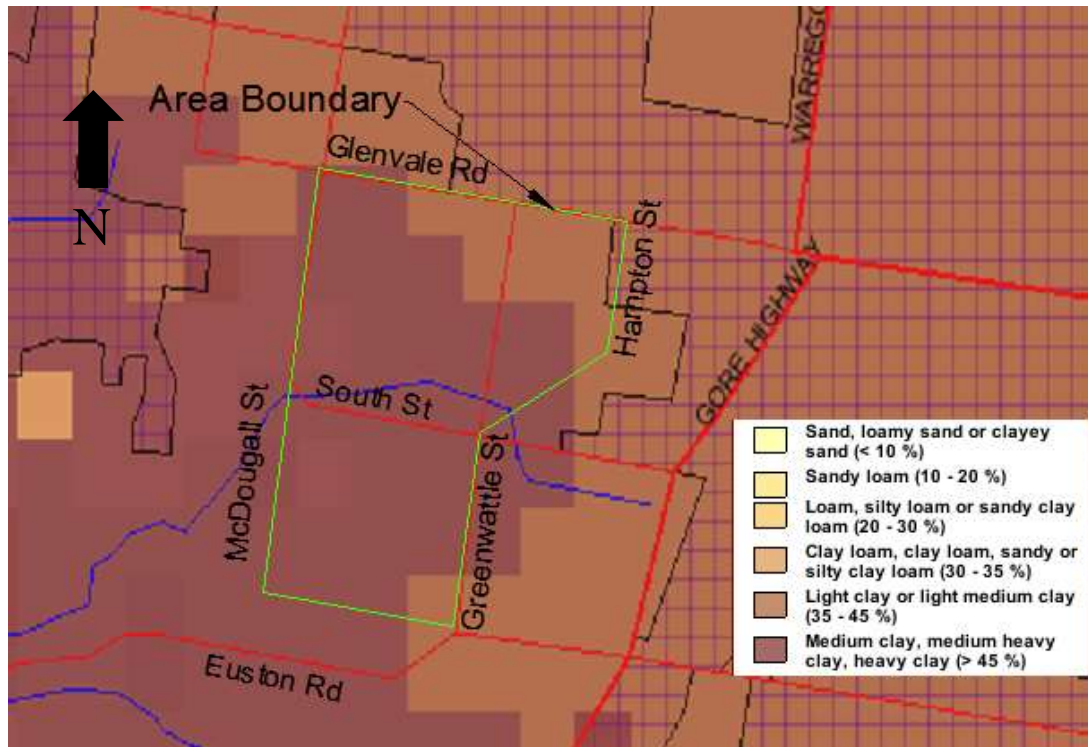 WARREGO
Area Boundary
Glenvale Rd
N
Hampton St
GORE HIGHWAY
South St
McDougall St
Greenwattle St
Euston Rd
Sand, loamy sand or clayey
sand (< 10 %)
Sandy loam (10 - 20 %)
Loam, silty loam or sandy clay
loam (20 - 30 %)
Clay loam, clay loam, sandy or
silty clay loam (30 - 35 %)
Light clay or light medium clay
(35 - 45 %)
Medium clay, medium heavy
clay, heavy clay (> 45 %)